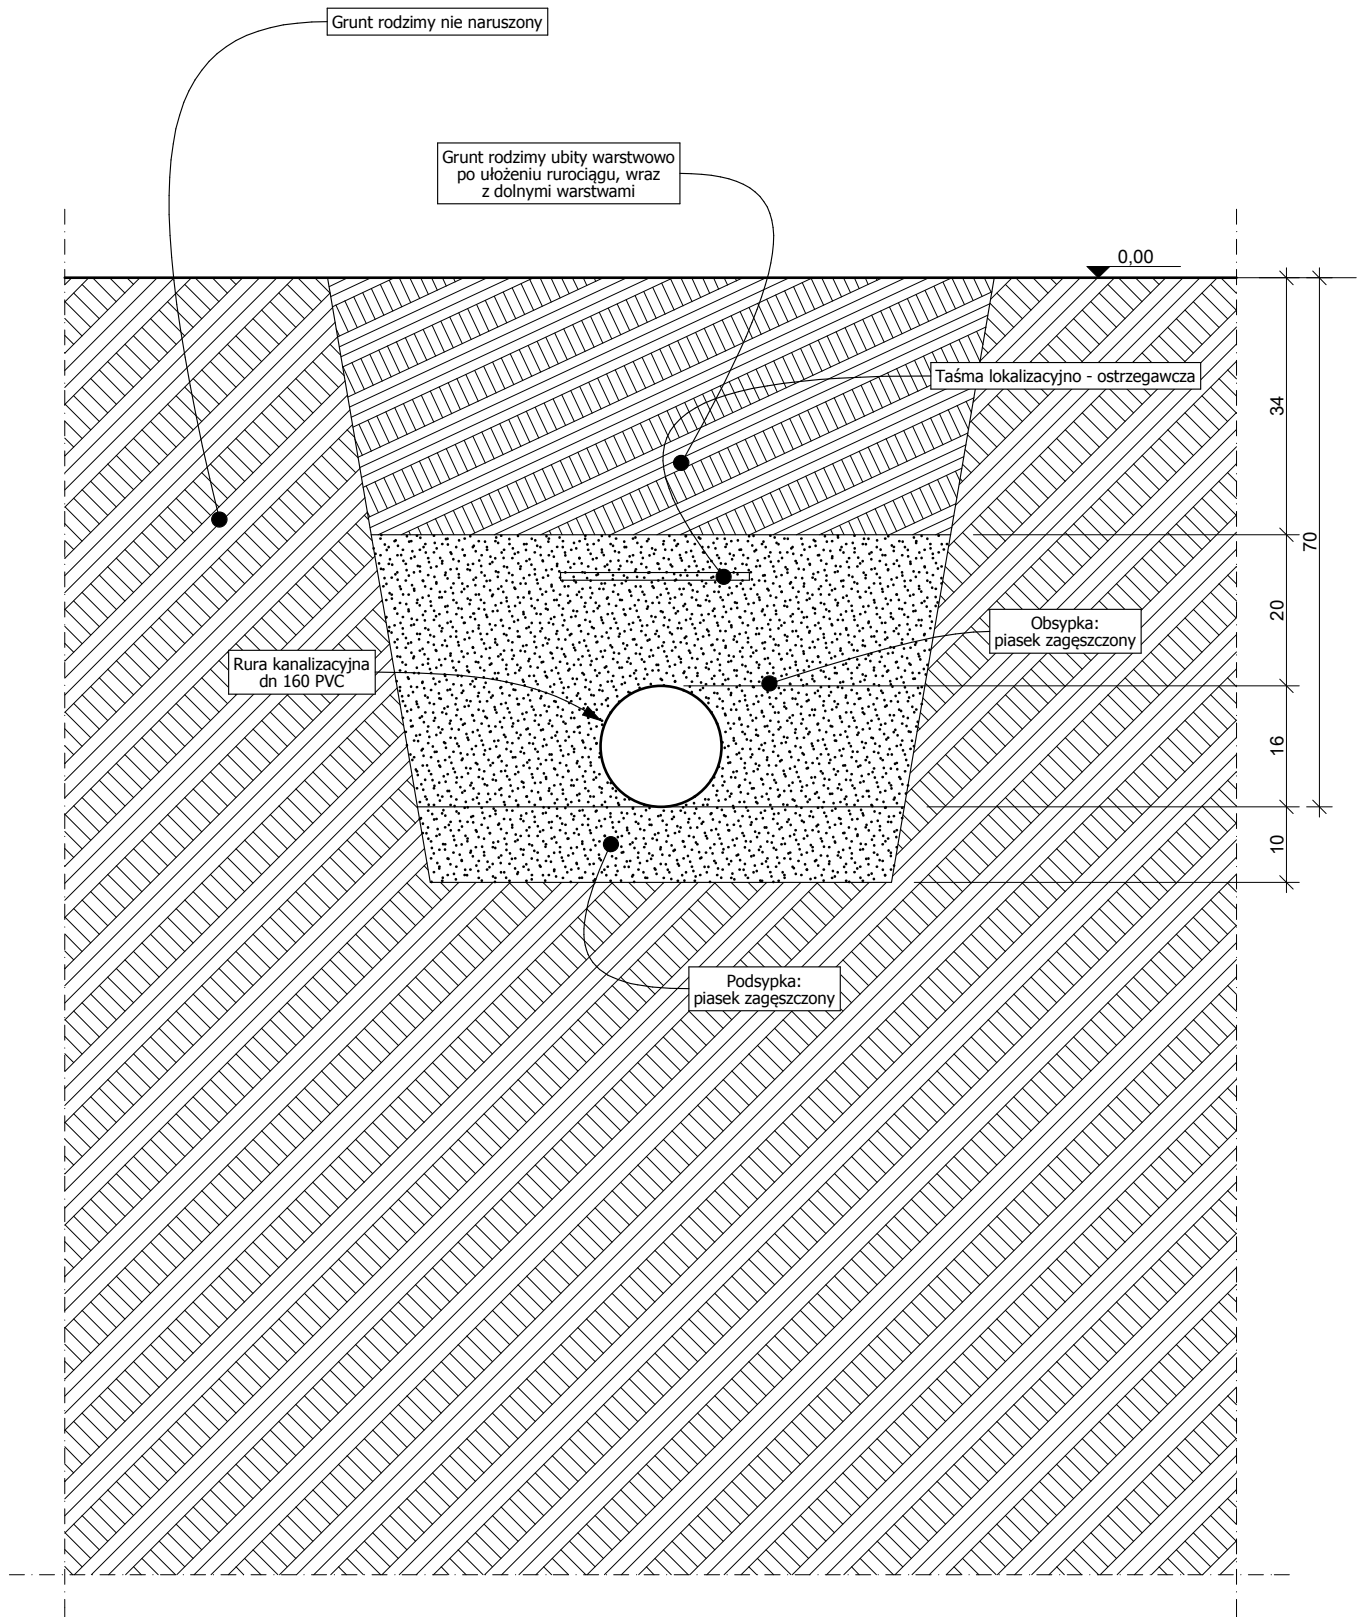 Grunt rodzimy nie naruszony
Grunt rodzimy ubity warstwowo
po ułożeniu rurociągu, wraz
z dolnymi warstwami
0,00
Taśma lokalizacyjno - ostrzegawcza
34
70
20
Obsypka:
piasek zagęszczony
Rura kanalizacyjna
dn 160 PVC
16
10
Podsypka:
piasek zagęszczony